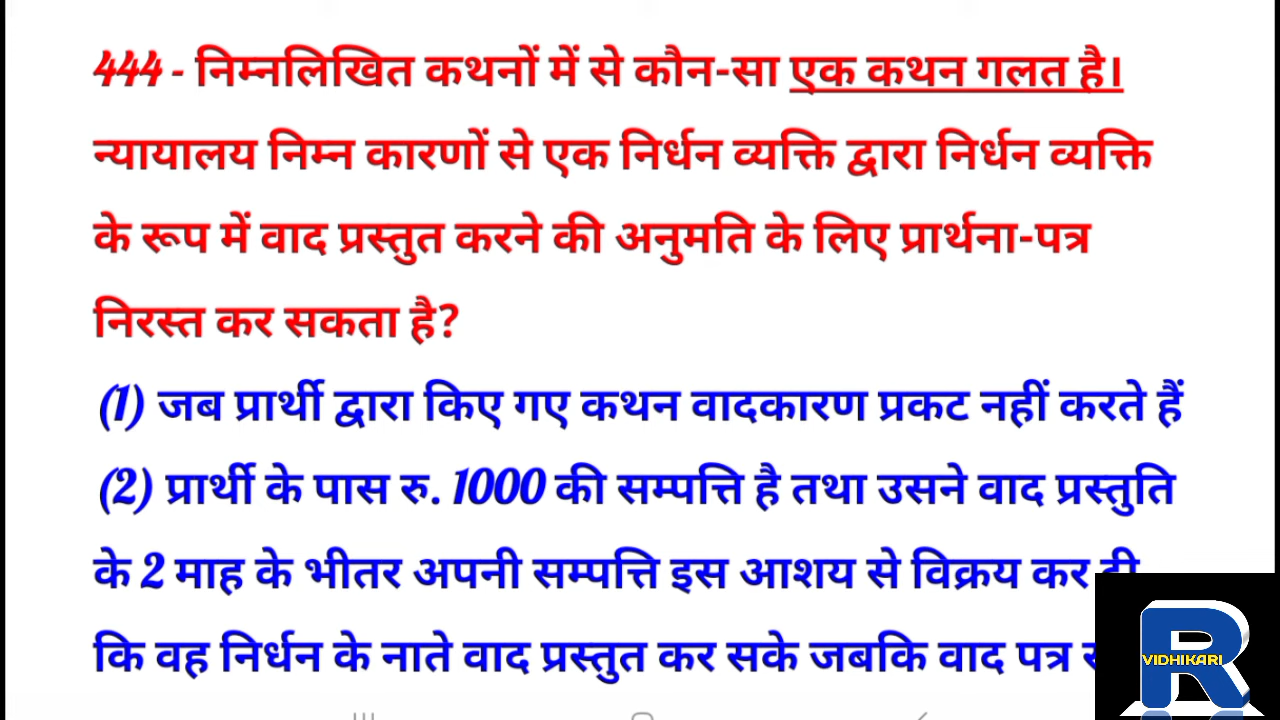 444 - निम्नलिखित कथनों में से कौन-सा एक कथन गलत है।
न्यायालय निम्न कारणों से एक निर्धन व्यक्ति द्वारा निर्धन व्यक्ति
के रूप में वाद प्रस्तुत करने की अनुमति के लिए प्रार्थना-पत्र
निरस्त कर सकता है?
(1) जब प्रार्थी द्वारा किए गए कथन वादकारण प्रकट नहीं करते हैं
(2) प्रार्थी के पास रु. 1000 की सम्पत्ति है तथा उसने वाद प्रस्तुति
के 2 माह के भीतर अपनी सम्पत्ति इस आशय से विक्रय कर दी
कि वह निर्धन के नाते वाद प्रस्तुत कर सके जबकि वाद पत्र
R
VIDHIKARI